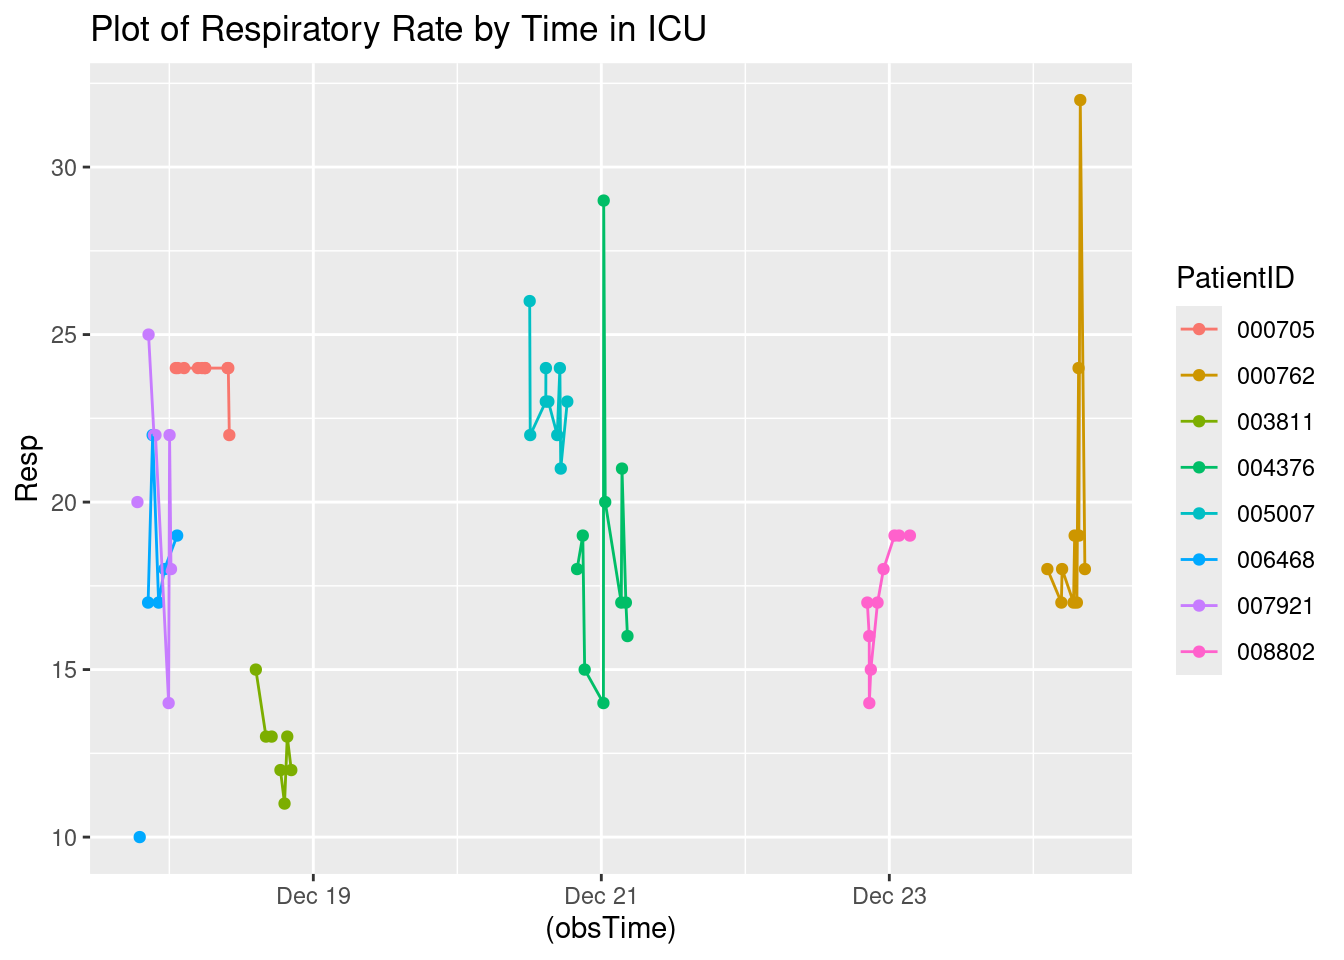 Plot of Respiratory Rate by Time in ICU
Resp
30
25
20
15
10
Dec 19
Dec 21
Dec 23
(obsTime)
PatientID
000705
000762
003811
004376
005007
006468
007921
008802